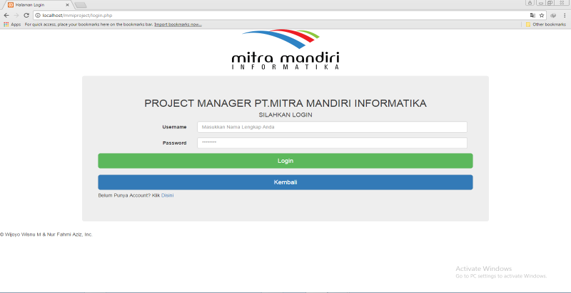 Halaman Login
localhost/mmiproject/login.php
Apps For quick access, place your bookmarks here on the bookmarks bar. Import bookmarks now...
Other bookmarks
mitra mandiri
INFORMATIKA
PROJECT MANAGER PT.MITRA MANDIRI INFORMATIKA
SILAHKAN LOGIN
Username Masukkan Nama Lengkap Anda
Password
Login
Kembali
Belum Punya Account? Klik
& Nur Fahmi Aziz, Inc.
Activate Windows
Go to PC settings to activate Windows.